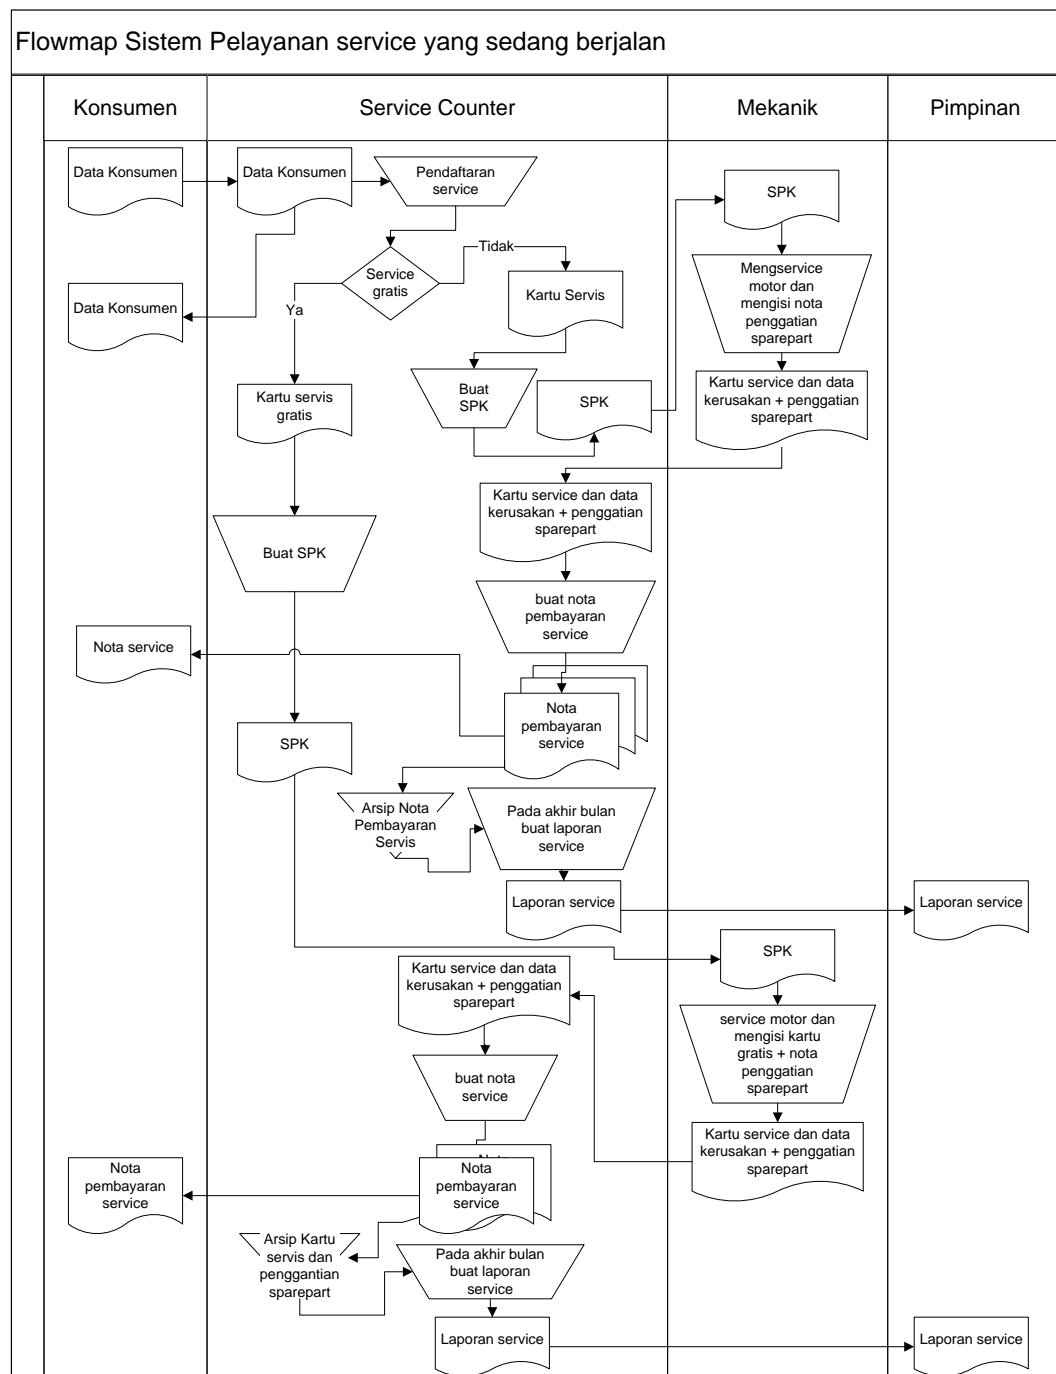 Flowmap Sistem Pelayanan service yang sedang berjalan
Konsumen
Service Counter
Mekanik
Pimpinan
Data Konsumen
Data Konsumen
Pendaftaran
service
SPK
Tidak
Service
gratis
Kartu Servis
Data Konsumen
Ya
Mengservice
motor dan
mengisi nota
penggatian
sparepart
Kartu servis
gratis
Buat
SPK
SPK
Kartu service dan data
kerusakan + penggatian
sparepart
Kartu service dan data
kerusakan + penggatian
sparepart
Buat SPK
buat nota
pembayaran
service
Nota service
Nota
pembayaran
service
SPK
Arsip Nota
Pembayaran
Servis
Pada akhir bulan
buat laporan
service
Laporan service
Laporan service
SPK
Kartu service dan data
kerusakan + penggatian
sparepart
service motor dan
mengisi kartu
gratis + nota
penggatian
sparepart
buat nota
service
Kartu service dan data
kerusakan + penggatian
sparepart
Nota
pembayaran
service
Nota
Nota
pembayaran
service
Arsip Kartu
servis dan
penggantian
sparepart
Pada akhir bulan
buat laporan
service
Laporan service
Laporan service